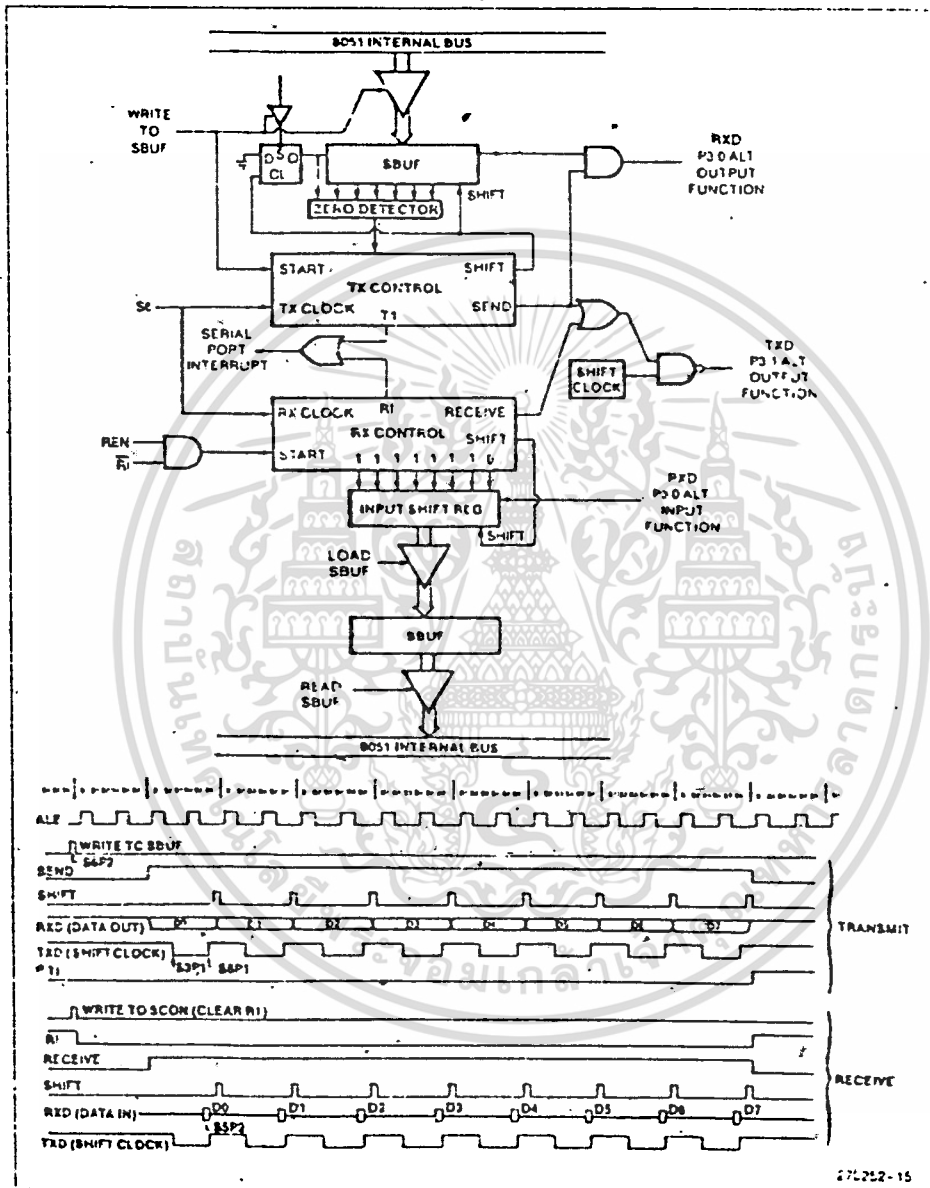 8051 INTERNAL BUS
WRITE
TO
SBUF
D S Q
CL
SBUF
SHIFT
ZERO DETECTOR
RXD
P3.0 ALT
OUTPUT
FUNCTION
START
SHIFT
TX CONTROL
TX CLOCK
SEND
T1
S6
SERIAL
PORT
INTERRUPT
SHIFT
CLOCK
TXD
P3.1 ALT
OUTPUT
FUNCTION
RX CLOCK
R1
RECEIVE
RX CONTROL
SHIFT
START
1 1 1 1 1 1 1 0
REN
RI
INPUT SHIFT REG
SHIFT
RXD
P3.0 ALT
INPUT
FUNCTION
LOAD
SBUF
SBUF
READ
SBUF
8051 INTERNAL BUS
ALE
WRITE TO SBUF
S6P2
SEND
SHIFT
RXD (DATA OUT) D0 D1 D2 D3 D4 D5 D6 D7
TRANSMIT
TXD (SHIFT CLOCK)
S3P1 S6P1
TI
WRITE TO SCON (CLEAR RI)
RI
RECEIVE
SHIFT
RECEIVE
RXD (DATA IN) D0 D1 D2 D3 D4 D5 D6 D7
S5P2
TXD (SHIFT CLOCK)
270252-15